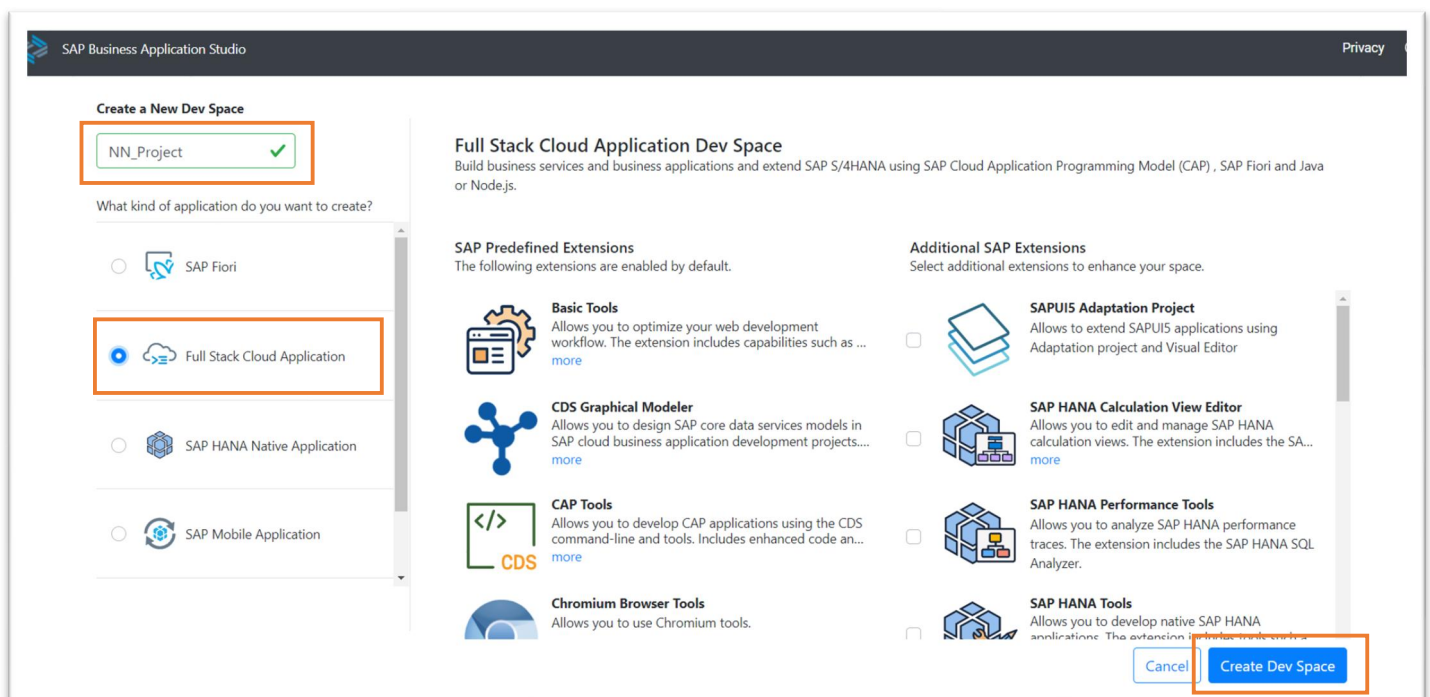 SAP Business Application Studio
Privacy
Create a New Dev Space
NN_Project
What kind of application do you want to create?
SAP Fiori
Full Stack Cloud Application
SAP HANA Native Application
SAP Mobile Application
Full Stack Cloud Application Dev Space
Build business services and business applications and extend SAP S/4HANA using SAP Cloud Application Programming Model (CAP) , SAP Fiori and Java
or Node.js.
SAP Predefined Extensions
The following extensions are enabled by default.
Basic Tools
Allows you to optimize your web development
workflow. The extension includes capabilities such as ...
more
CDS Graphical Modeler
Allows you to design SAP core data services models in
SAP cloud business application development projects....
more
</>
CDS
CAP Tools
Allows you to develop CAP applications using the CDS
command-line and tools. Includes enhanced code an...
more
Chromium Browser Tools
Allows you to use Chromium tools.
Additional SAP Extensions
Select additional extensions to enhance your space.
SAPUI5 Adaptation Project
Allows to extend SAPUI5 applications using
Adaptation project and Visual Editor
SAP HANA Calculation View Editor
Allows you to edit and manage SAP HANA
calculation views. The extension includes the SA...
more
SAP HANA Performance Tools
Allows you to analyze SAP HANA performance
traces. The extension includes the SAP HANA SQL
Analyzer.
SAP HANA Tools
Allows you to develop native SAP HANA
applications. The extension includes tools such a
Cancel
Create Dev Space